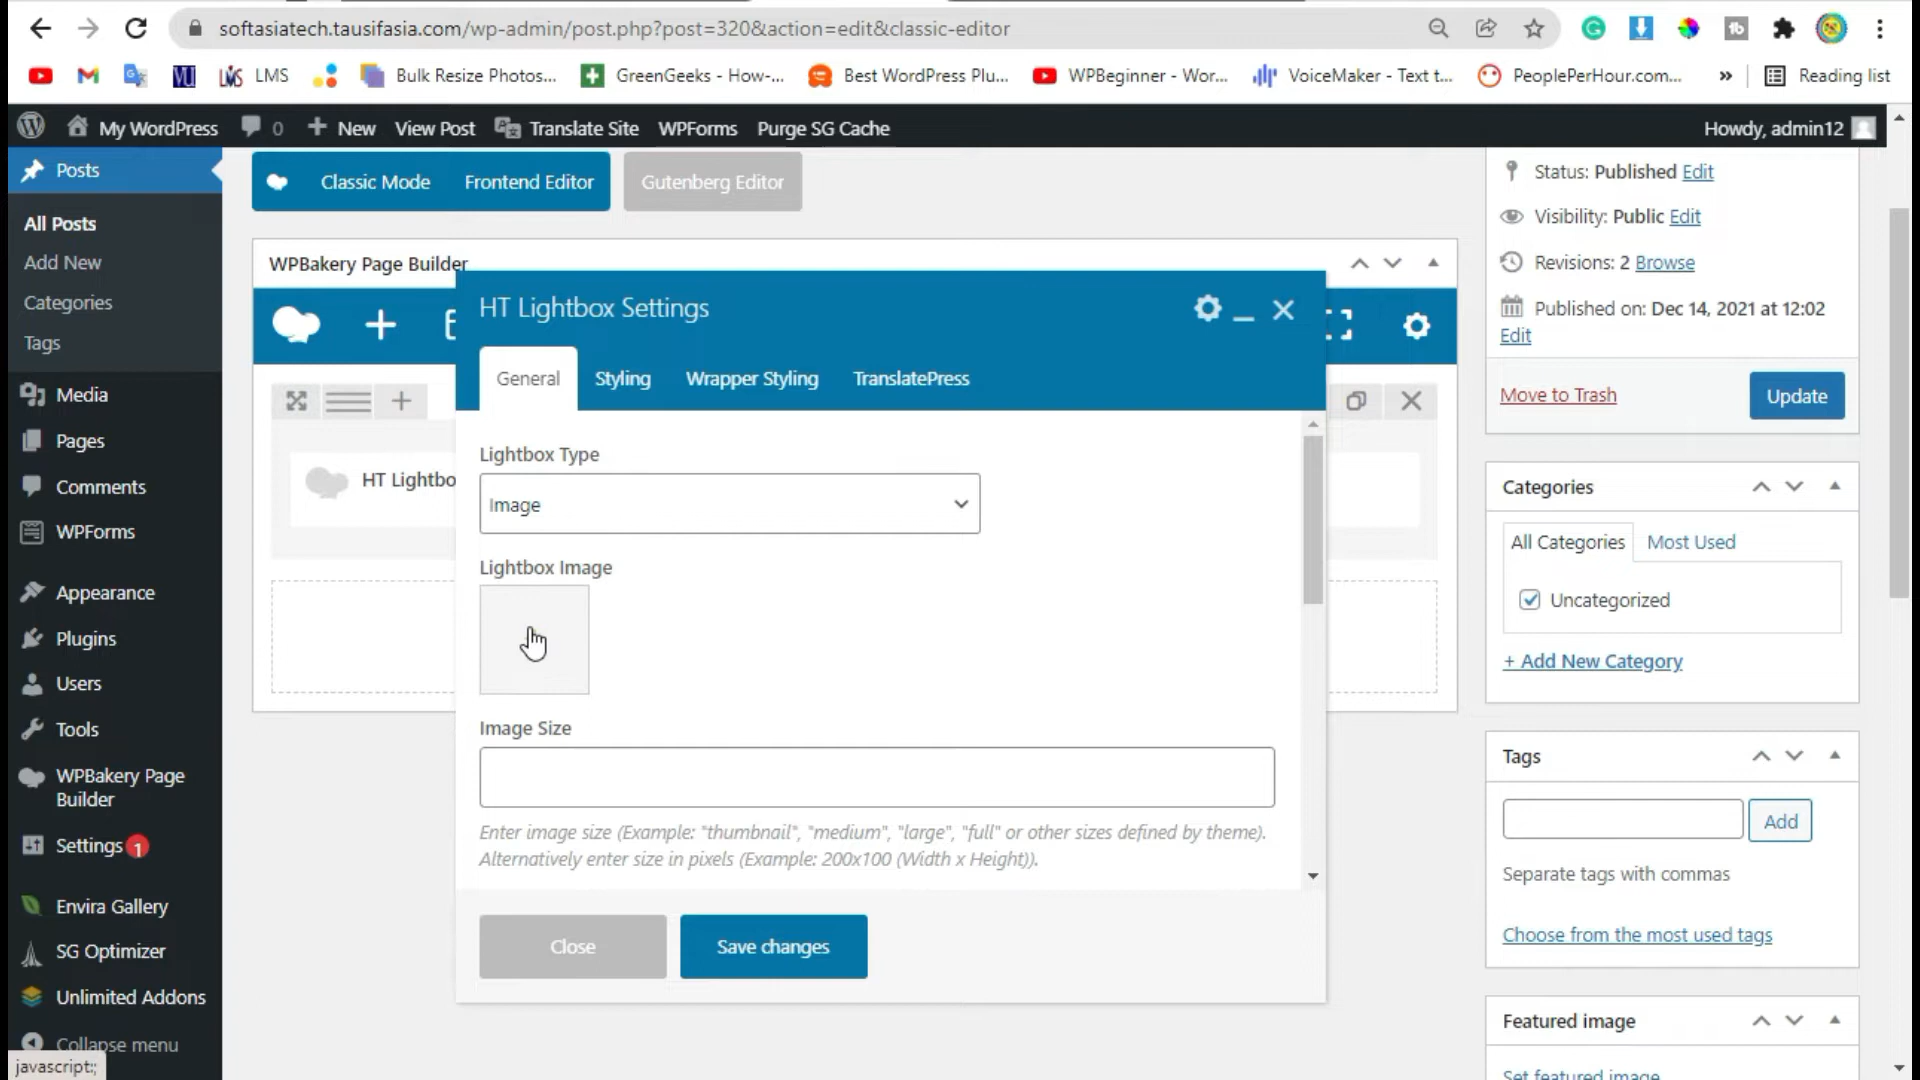 softasiatech.tausifasia.com/wp-admin/post.php?post=320&action=edit&classic-editor
LMS
Bulk Resize Photos...
GreenGeeks - How-...
Best WordPress Plu...
WPBeginner - Wor...
VoiceMaker - Text t...
PeoplePerHour.com...
»
Reading list
My WordPress
0
New
View Post
Translate Site
WPForms
Purge SG Cache
Howdy, admin12
Posts
All Posts
Add New
Categories
Tags
Media
Pages
Comments
WPForms
Appearance
Plugins
Users
Tools
WPBakery Page
Builder
Settings 1
Envira Gallery
SG Optimizer
Unlimited Addons
Collapse menu
javascript:;
Classic Mode
Frontend Editor
Gutenberg Editor
WPBakery Page Builder
HT Lightbo
HT Lightbox Settings
General
Styling
Wrapper Styling
TranslatePress
Lightbox Type
Image
Lightbox Image
Image Size
Enter image size (Example: "thumbnail", "medium", "large", "full" or other sizes defined by theme).
Alternatively enter size in pixels (Example: 200x100 (Width x Height)).
Close
Save changes
Status: Published Edit
Visibility: Public Edit
Revisions: 2 Browse
Published on: Dec 14, 2021 at 12:02
Edit
Move to Trash
Update
Categories
All Categories
Most Used
Uncategorized
+ Add New Category
Tags
Add
Separate tags with commas
Choose from the most used tags
Featured image
Set featured image